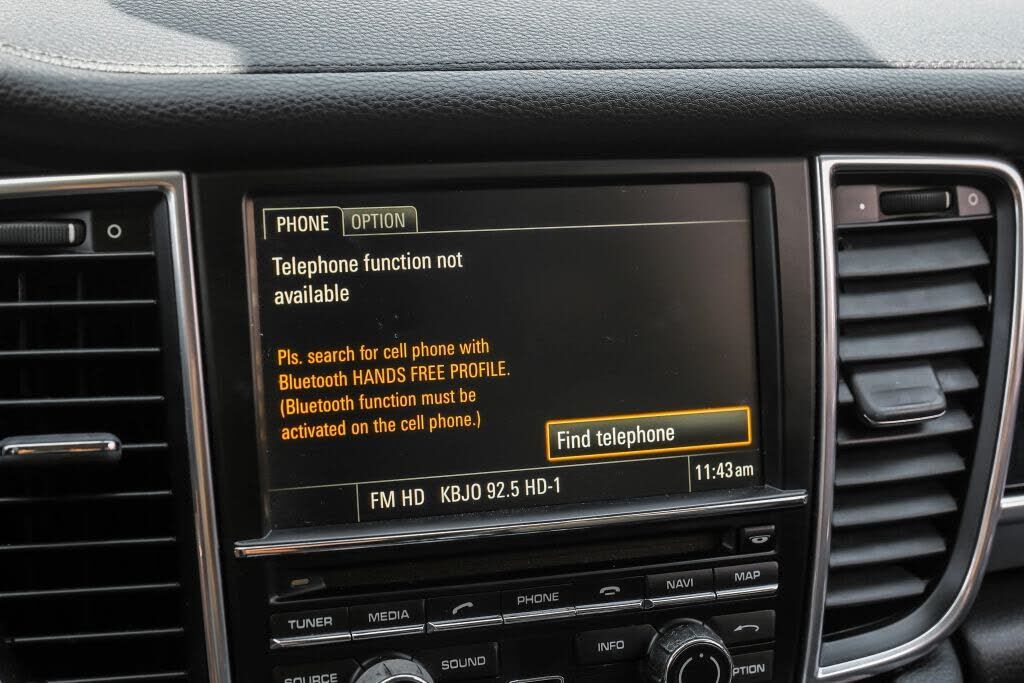 PHONE OPTION
Telephone function not
available
Pls. search for cell phone with
Bluetooth HANDS FREE PROFILE.
(Bluetooth function must be
activated on the cell phone.)
Find telephone
FM HD KBJO 92.5 HD-1 11:43am
TUNER MEDIA PHONE NAVI MAP
SOURCE SOUND INFO OPTION